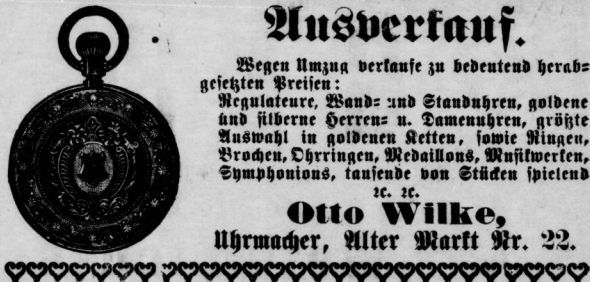 Ausverkauf.
Wegen Umzug verkaufe zu bedeutend herab=
gesetzten Preisen:
Regulateure, Wand= und Standuhren, goldene
und silberne Herren= u. Damenuhren, größte
Auswahl in goldenen Ketten, sowie Ringen,
Brochen, Ohrringen, Medaillons, Musikwerken,
Symphonions, tausende von Stücken spielend
ꝛc. ꝛc.
Otto Wilke,
Uhrmacher, Alter Markt Nr. 22.